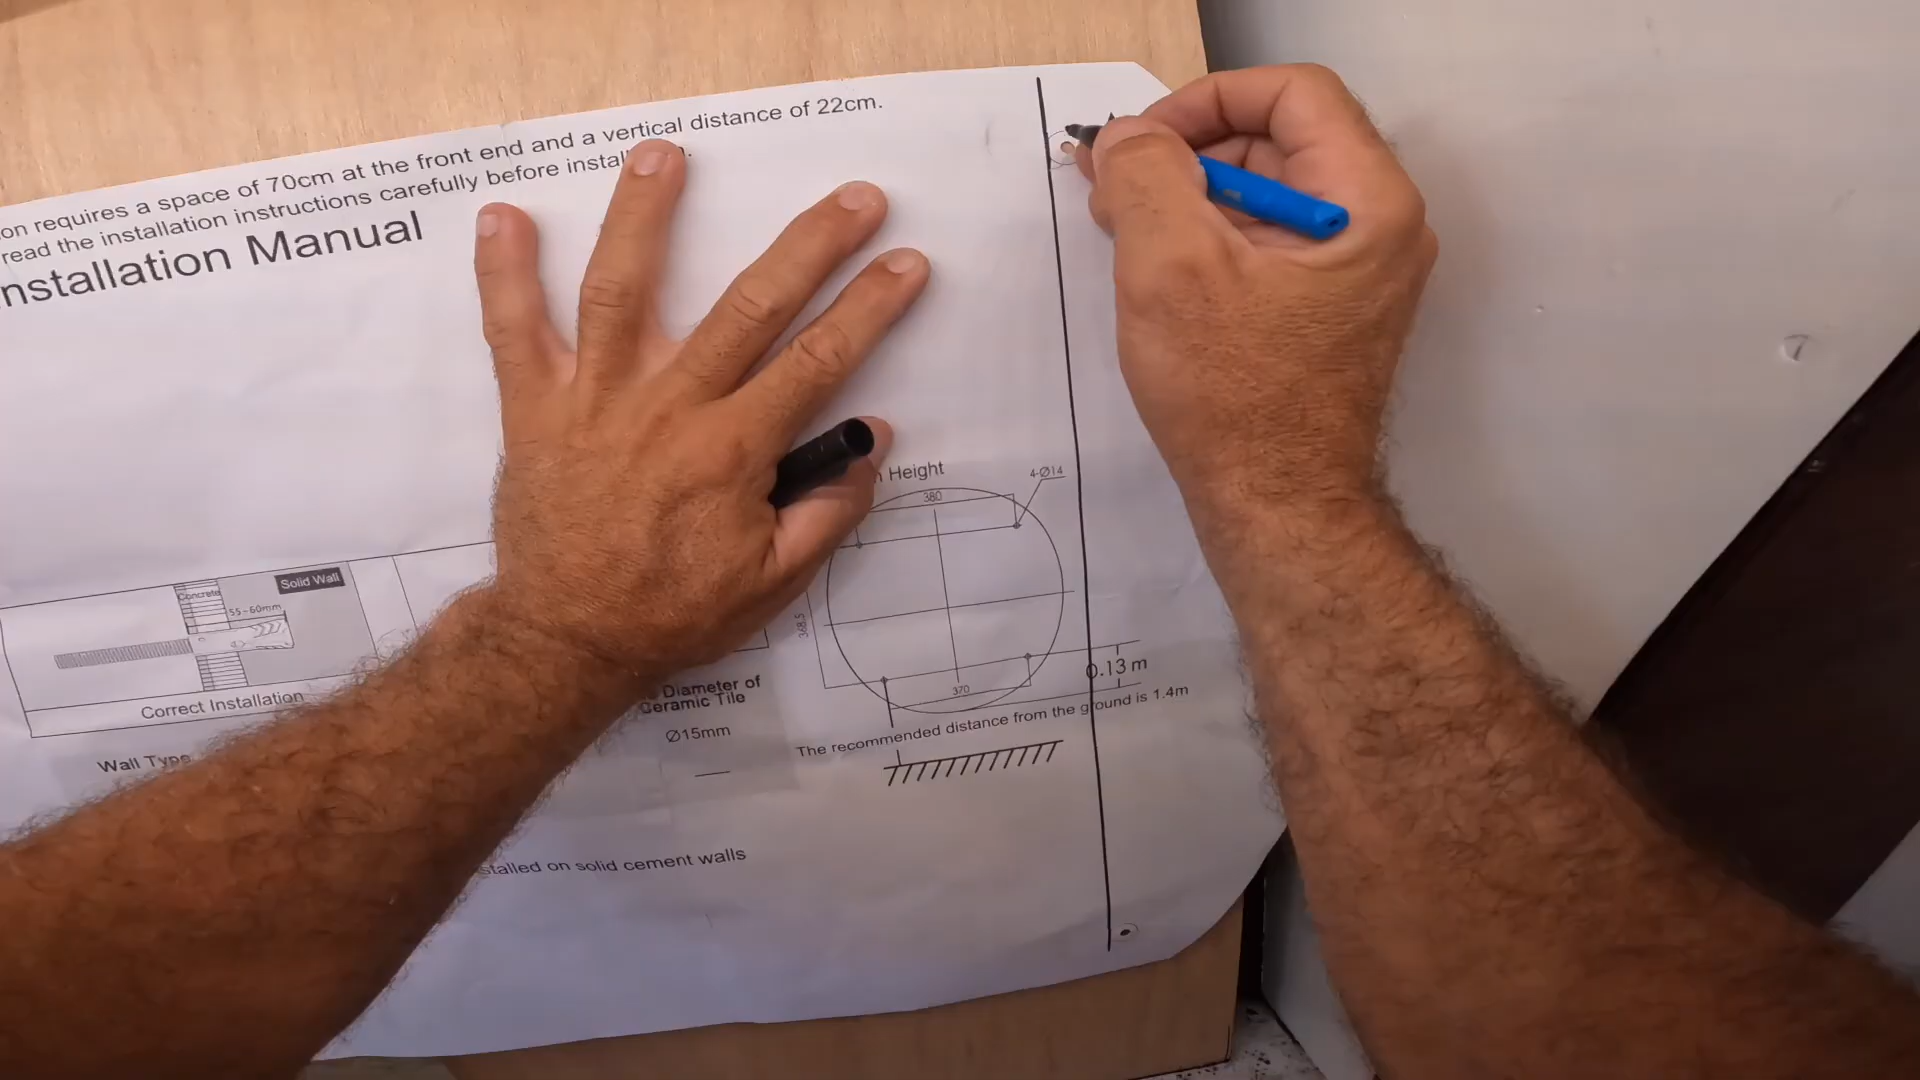 on requires a space of 70cm at the front end and a vertical distance of 22cm.
read the installation instructions carefully before
nstallation Manual
Height
4-Ø14
380
Solid Wall
Concrete
55-60mm
368.5
370
0.13 m
Correct Installation
Diameter of
Ceramic Tile
Ø15mm
The recommended distance from the ground is 1.4m
Wall Type
stalled on solid cement walls